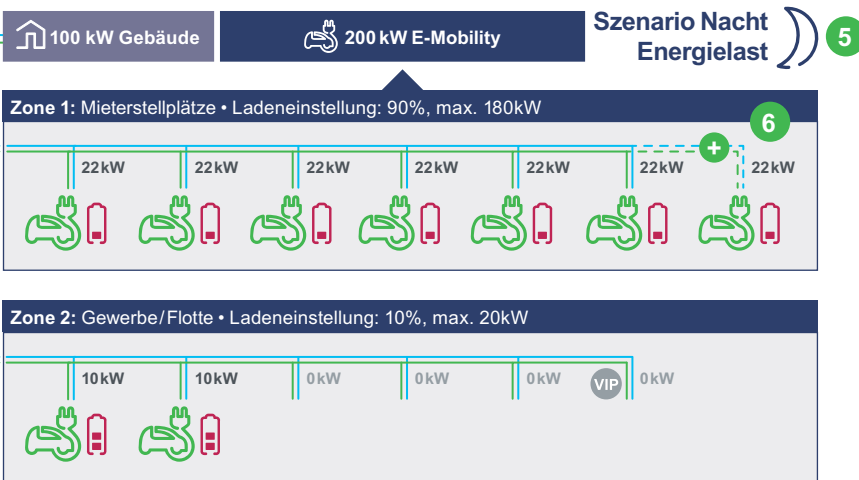 100 kW Gebäude
200 kW E-Mobility
Szenario Nacht
Energielast
5
Zone 1: Mieterstellplätze • Ladeneinstellung: 90%, max. 180kW
6
+
22kW 22kW 22kW 22kW 22kW 22kW 22kW
Zone 2: Gewerbe/Flotte • Ladeneinstellung: 10%, max. 20kW
10kW 10kW 0kW 0kW 0kW VIP 0kW